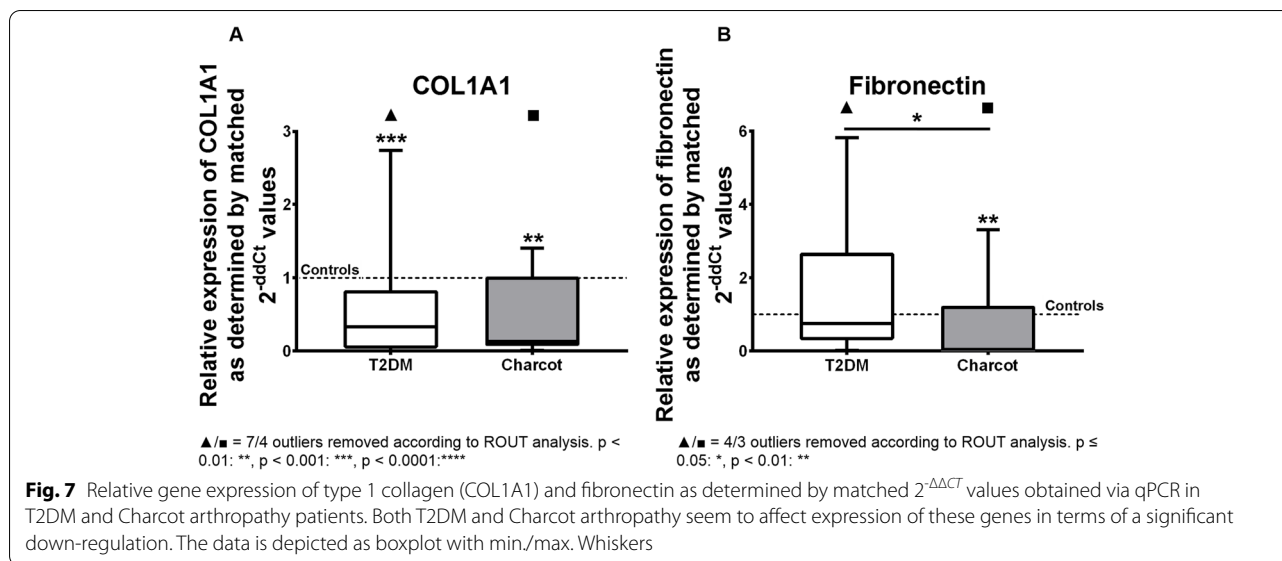 A
COL1A1
Relative expression of COL1A1
as determined by matched
2^-ddCt values
▲
■
***
**
3
2
1
0
Controls
T2DM
Charcot
▲/■ = 7/4 outliers removed according to ROUT analysis. p <
0.01: **, p < 0.001: ***, p < 0.0001:****
B
Fibronectin
Relative expression of fibronectin
as determined by matched
2^-ddCt values
▲
■
*
**
6
4
2
0
Controls
T2DM
Charcot
▲/■ = 4/3 outliers removed according to ROUT analysis. p ≤
0.05: *, p < 0.01: **
Fig. 7 Relative gene expression of type 1 collagen (COL1A1) and fibronectin as determined by matched 2^-ΔΔCT values obtained via qPCR in
T2DM and Charcot arthropathy patients. Both T2DM and Charcot arthropathy seem to affect expression of these genes in terms of a significant
down-regulation. The data is depicted as boxplot with min./max. Whiskers